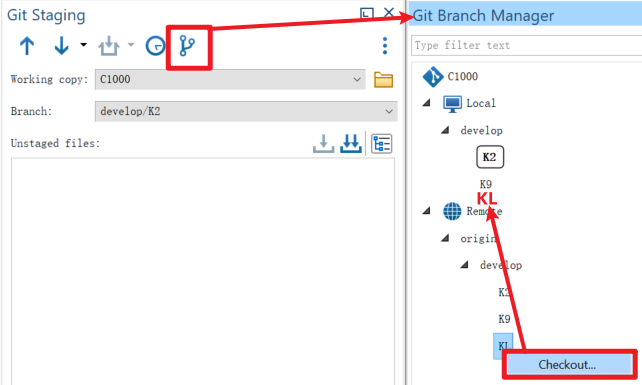 Git Staging
Working copy:
C1000
Branch:
develop/K2
Unstaged files:
Git Branch Manager
Type filter text
C1000
Local
develop
K2
K9
KL
Remote
origin
develop
K2
K9
KL
Checkout...